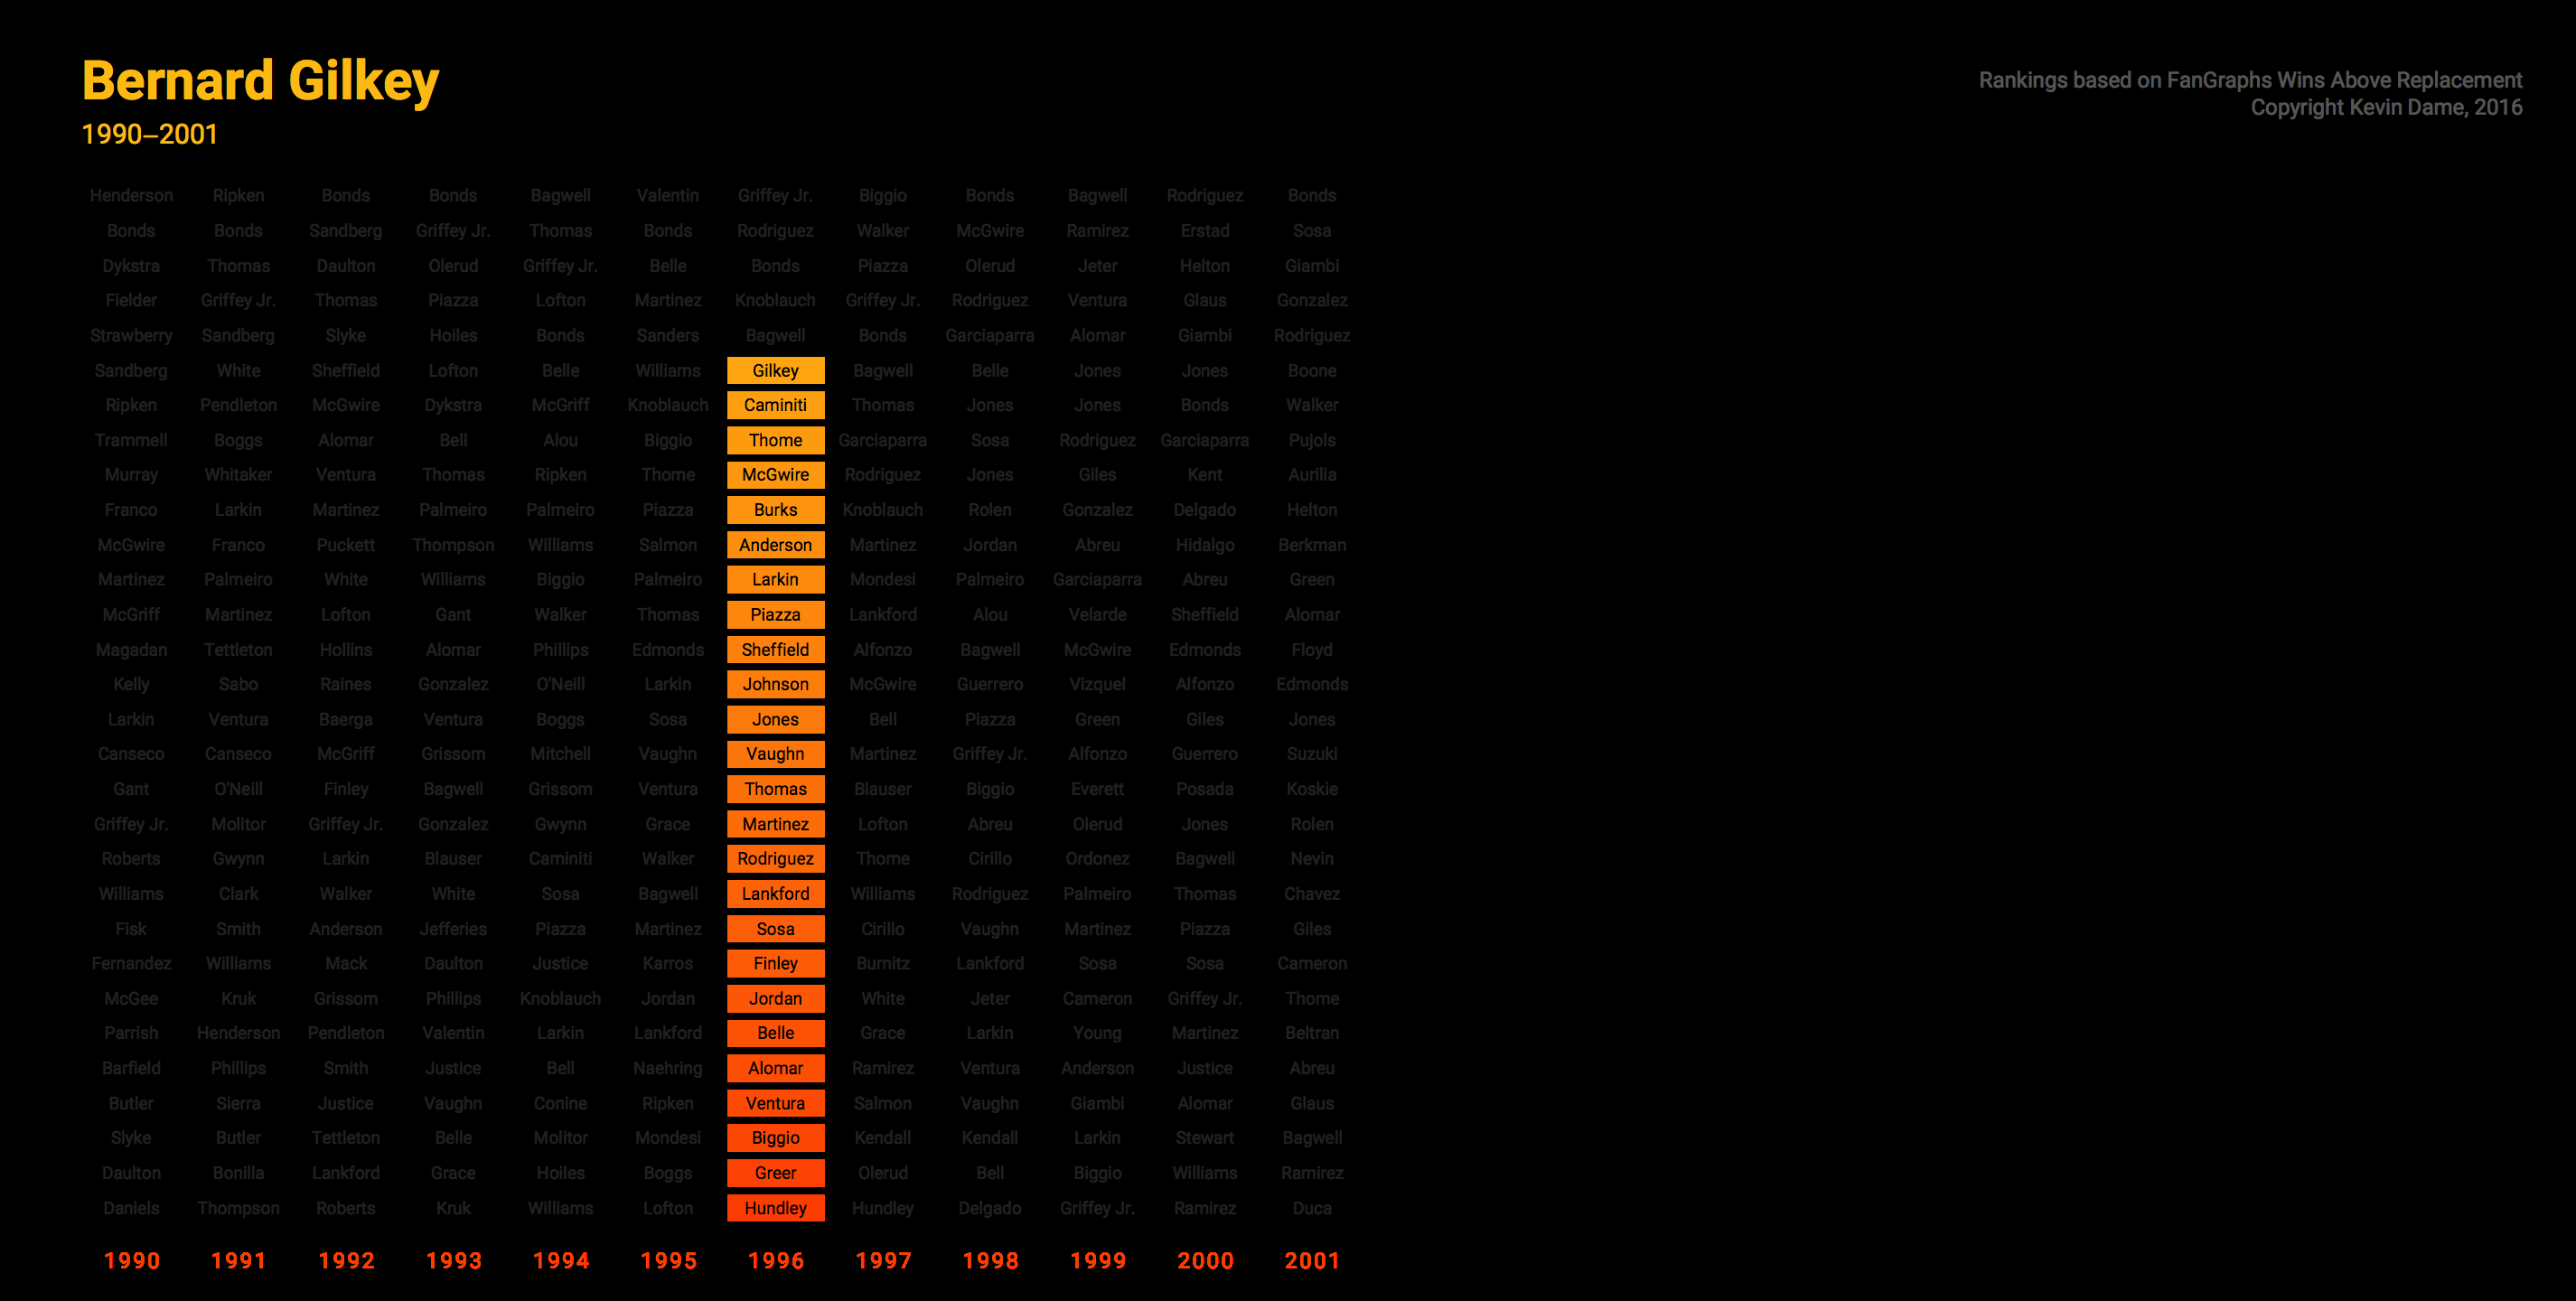 Bernard Gilkey
1990–2001
Rankings based on FanGraphs Wins Above Replacement
Copyright Kevin Dame, 2016
Henderson Ripken Bonds Bonds Bagwell Valentin Griffey Jr. Biggio Bonds Bagwell Rodriguez Bonds
Bonds Bonds Sandberg Griffey Jr. Thomas Bonds Rodriguez Walker McGwire Ramirez Erstad Sosa
Dykstra Thomas Daulton Olerud Griffey Jr. Belle Bonds Piazza Olerud Jeter Helton Giambi
Fielder Griffey Jr. Thomas Piazza Lofton Martinez Knoblauch Griffey Jr. Rodriguez Ventura Glaus Gonzalez
Strawberry Sandberg Slyke Hoiles Bonds Sanders Bagwell Bonds Garciaparra Alomar Giambi Rodriguez
Sandberg White Sheffield Lofton Belle Williams Gilkey Bagwell Belle Jones Jones Boone
Ripken Pendleton McGwire Dykstra McGriff Knoblauch Caminiti Thomas Jones Jones Bonds Walker
Trammell Boggs Alomar Bell Alou Biggio Thome Garciaparra Sosa Rodriguez Garciaparra Pujols
Murray Whitaker Ventura Thomas Ripken Thome McGwire Rodriguez Jones Giles Kent Aurilia
Franco Larkin Martinez Palmeiro Palmeiro Piazza Burks Knoblauch Rolen Gonzalez Delgado Helton
McGwire Franco Puckett Thompson Williams Salmon Anderson Martinez Jordan Abreu Hidalgo Berkman
Martinez Palmeiro White Williams Biggio Palmeiro Larkin Mondesi Palmeiro Garciaparra Abreu Green
McGriff Martinez Lofton Gant Walker Thomas Piazza Lankford Alou Velarde Sheffield Alomar
Magadan Tettleton Hollins Alomar Phillips Edmonds Sheffield Alfonzo Bagwell McGwire Edmonds Floyd
Kelly Sabo Raines Gonzalez O'Neill Larkin Johnson McGwire Guerrero Vizquel Alfonzo Edmonds
Larkin Ventura Baerga Ventura Boggs Sosa Jones Bell Piazza Green Giles Jones
Canseco Canseco McGriff Grissom Mitchell Vaughn Vaughn Martinez Griffey Jr. Alfonzo Guerrero Suzuki
Gant O'Neill Finley Bagwell Grissom Ventura Thomas Blauser Biggio Everett Posada Koskie
Griffey Jr. Molitor Griffey Jr. Gonzalez Gwynn Grace Martinez Lofton Abreu Olerud Jones Rolen
Roberts Gwynn Larkin Blauser Caminiti Walker Rodriguez Thome Cirillo Ordonez Bagwell Nevin
Williams Clark Walker White Sosa Bagwell Lankford Williams Rodriguez Palmeiro Thomas Chavez
Fisk Smith Anderson Jefferies Piazza Martinez Sosa Cirillo Vaughn Martinez Piazza Giles
Fernandez Williams Mack Daulton Justice Karros Finley Burnitz Lankford Sosa Sosa Cameron
McGee Kruk Grissom Phillips Knoblauch Jordan Jordan White Jeter Cameron Griffey Jr. Thome
Parrish Henderson Pendleton Valentin Larkin Lankford Belle Grace Larkin Young Martinez Beltran
Barfield Phillips Smith Justice Bell Naehring Alomar Ramirez Ventura Anderson Justice Abreu
Butler Sierra Justice Vaughn Conine Ripken Ventura Salmon Vaughn Giambi Alomar Glaus
Slyke Butler Tettleton Belle Molitor Mondesi Biggio Kendall Kendall Larkin Stewart Bagwell
Daulton Bonilla Lankford Grace Hoiles Boggs Greer Olerud Bell Biggio Williams Ramirez
Daniels Thompson Roberts Kruk Williams Lofton Hundley Hundley Delgado Griffey Jr. Ramirez Duca
1990 1991 1992 1993 1994 1995 1996 1997 1998 1999 2000 2001